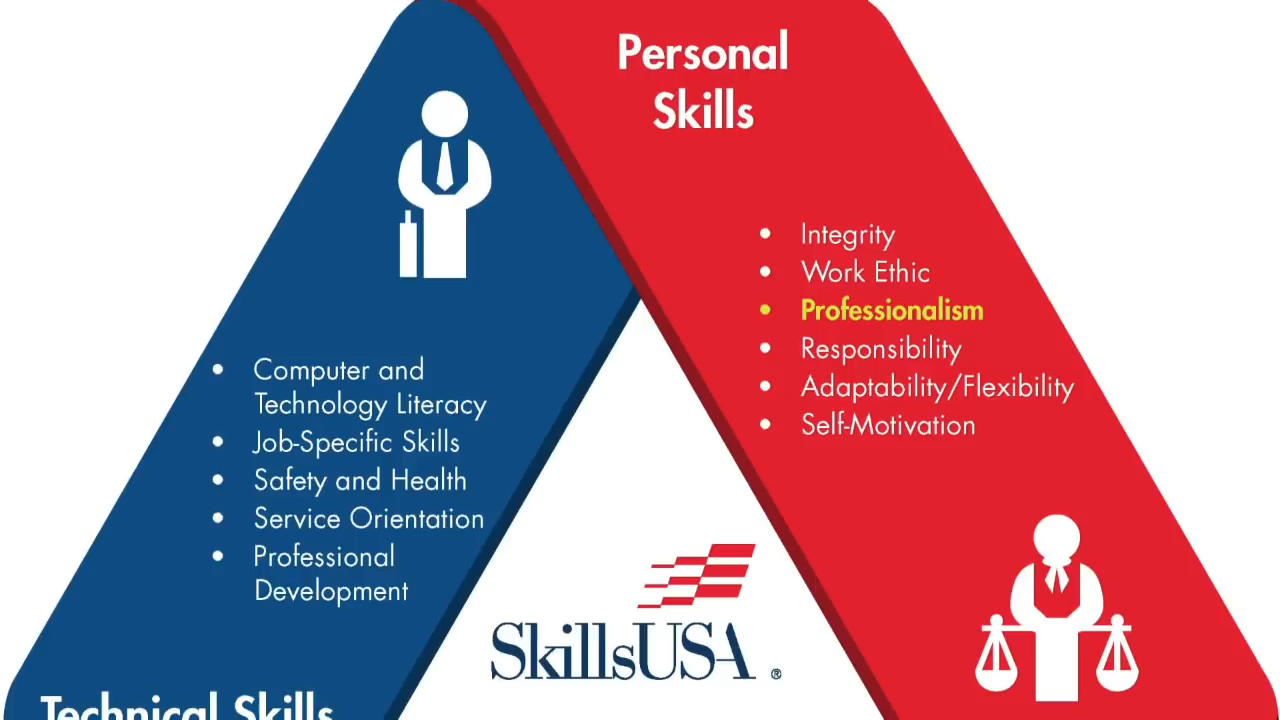 Personal
Skills
• Integrity
• Work Ethic
• Professionalism
• Responsibility
• Adaptability/Flexibility
• Self-Motivation
• Computer and
Technology Literacy
• Job-Specific Skills
• Safety and Health
• Service Orientation
• Professional
Development
SkillsUSA®
Technical Skills